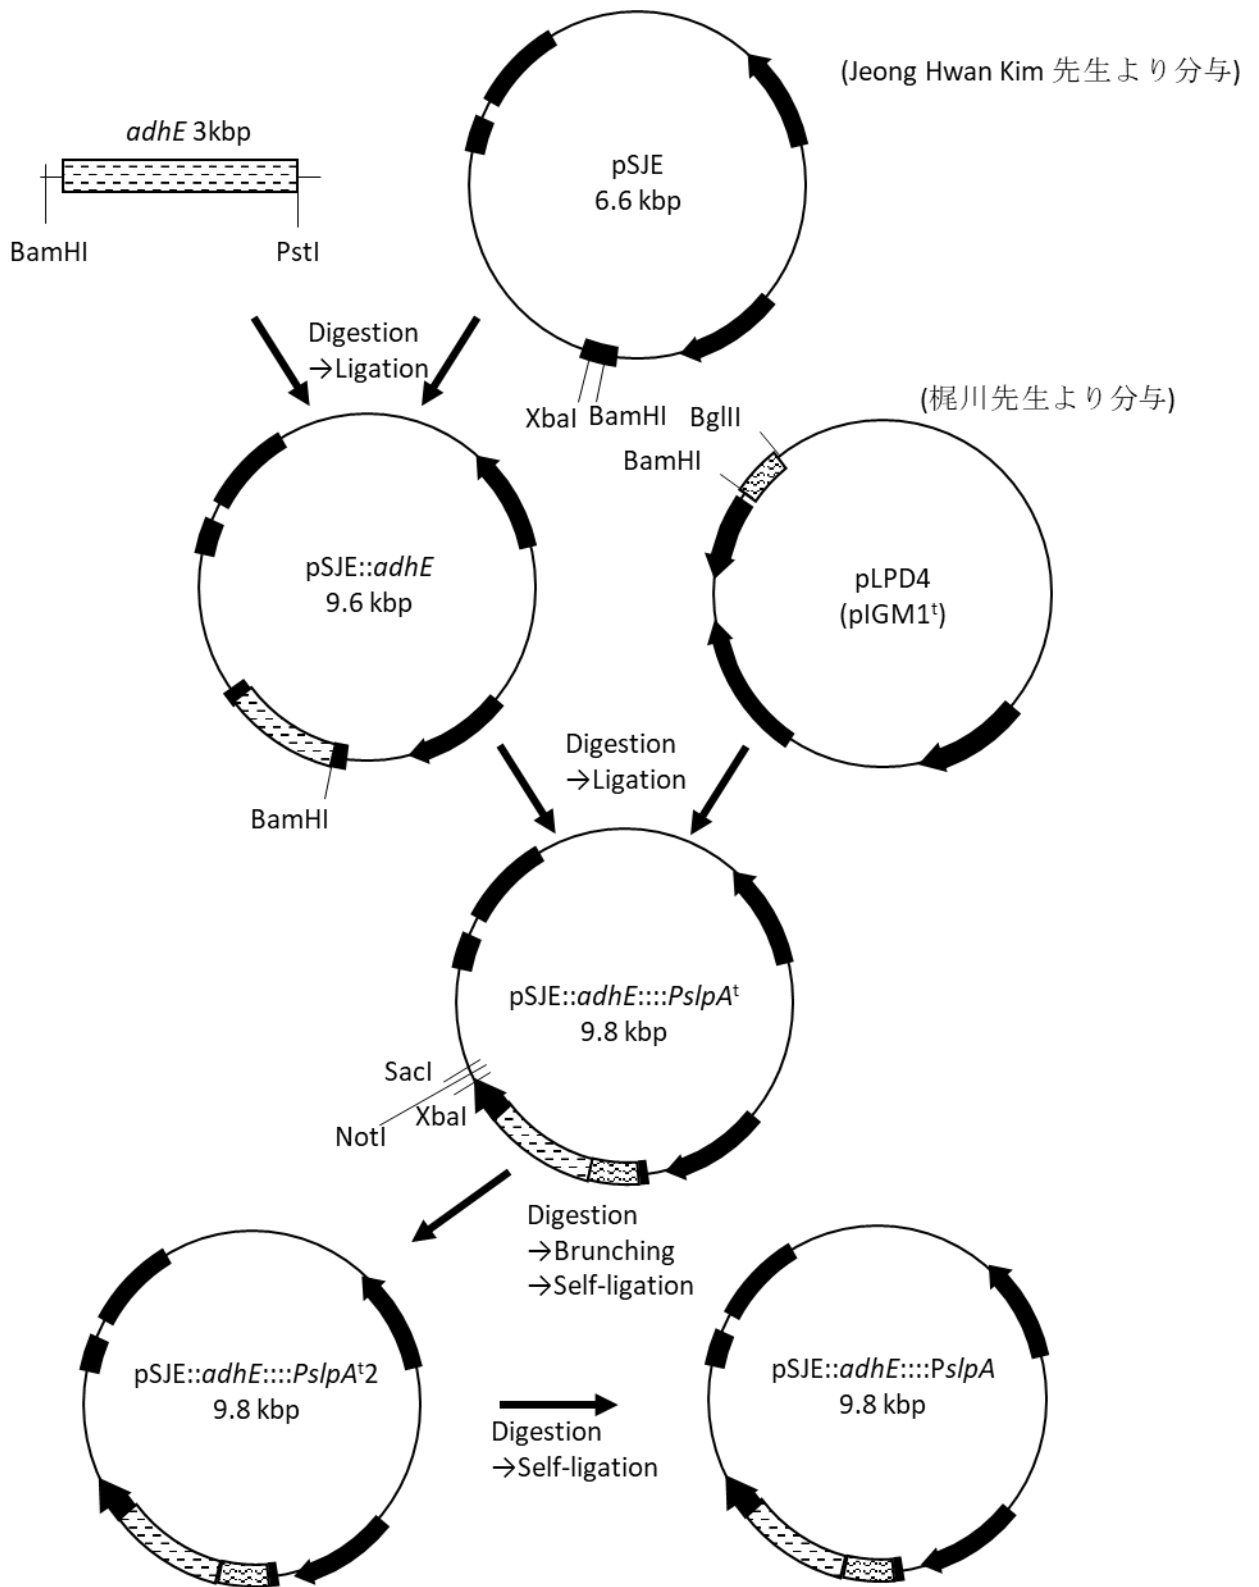 (Jeong Hwan Kim 先生より分与)
adhE 3kbp
pSJE
6.6 kbp
BamHI
PstI
Digestion
→Ligation
XbaI
BamHI
(梶川先生より分与)
BglII
BamHI
pSJE::adhE
9.6 kbp
pLPD4
(pIGM1ᵗ)
BamHI
Digestion
→Ligation
pSJE::adhE::::PslpAᵗ
9.8 kbp
SacI
XbaI
NotI
Digestion
→Brunching
→Self-ligation
pSJE::adhE::::PslpAᵗ2
9.8 kbp
Digestion
→Self-ligation
pSJE::adhE::::PslpA
9.8 kbp